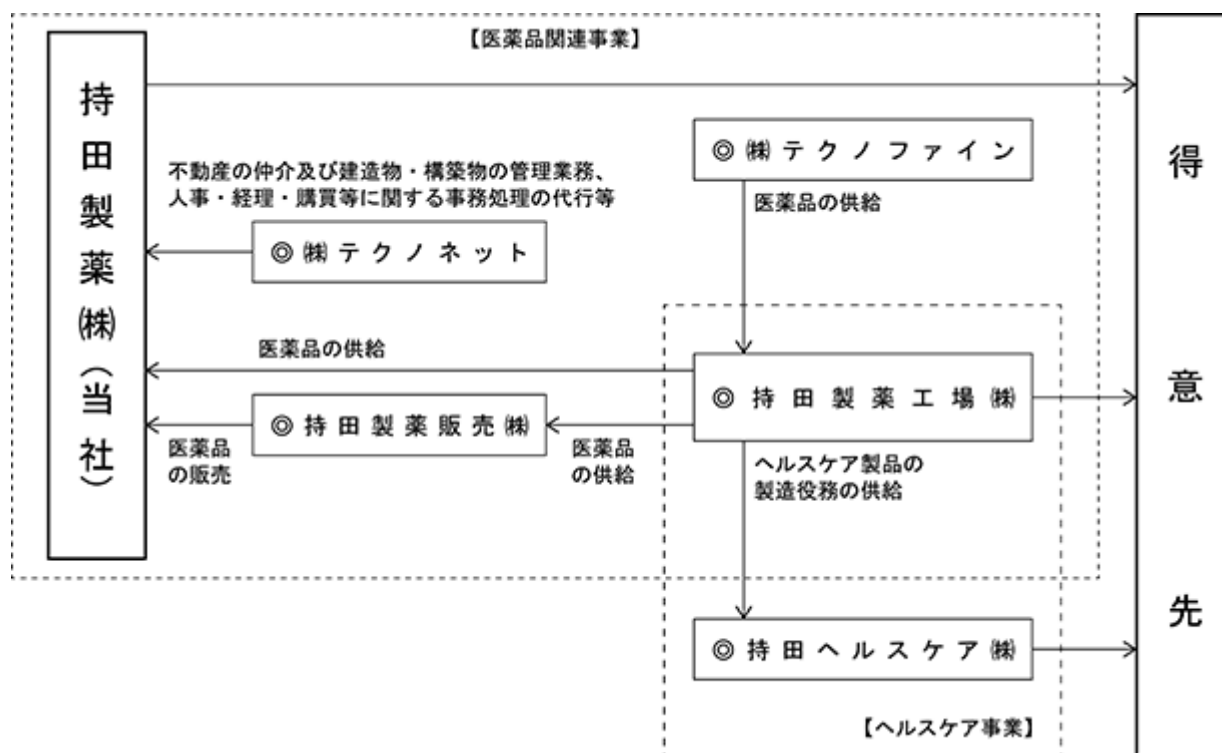 【医薬品関連事業】
持田製薬㈱（当社）
得意先
◎㈱テクノファイン
不動産の仲介及び建造物・構築物の管理業務、
人事・経理・購買等に関する事務処理の代行等
医薬品の供給
◎㈱テクノネット
医薬品の供給
◎持田製薬工場㈱
◎持田製薬販売㈱
医薬品
の販売
医薬品
の供給
ヘルスケア製品の
製造役務の供給
◎持田ヘルスケア㈱
【ヘルスケア事業】